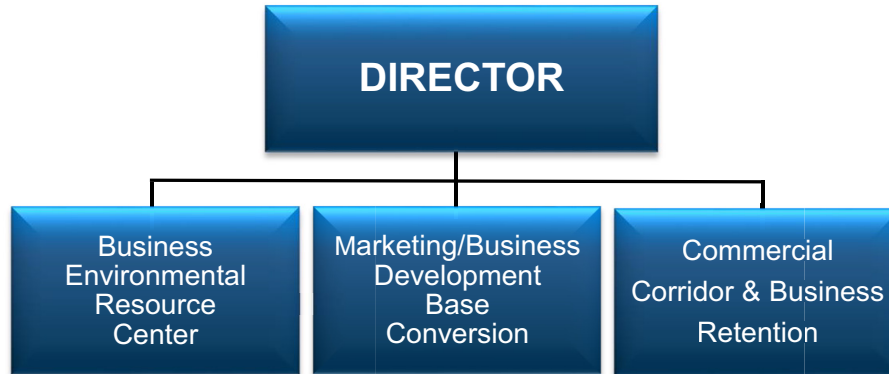 DIRECTOR
Business
Environmental
Resource
Center
Marketing/Business
Development
Base
Conversion
Commercial
Corridor & Business
Retention